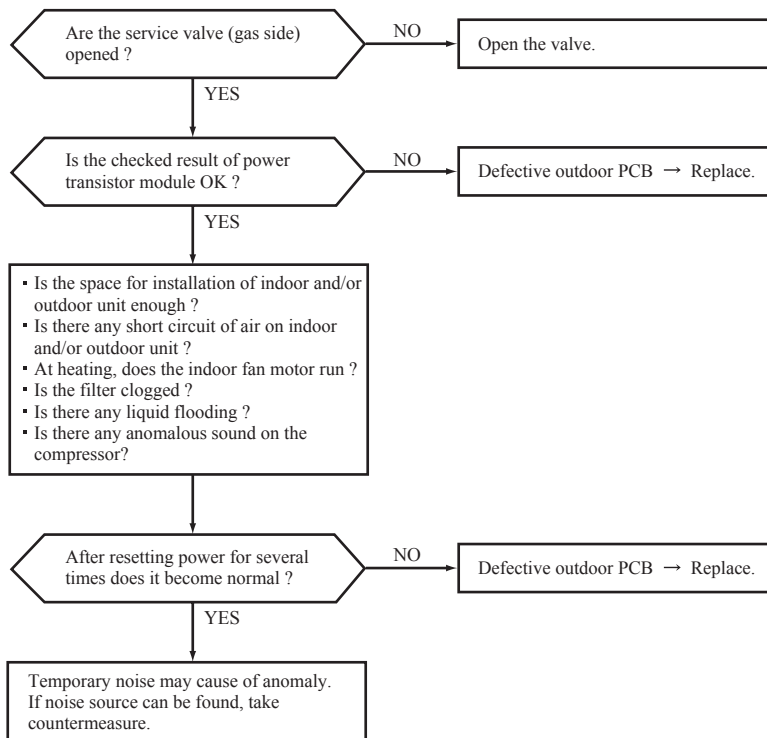 Are the service valve (gas side)
opened ?
NO
Open the valve.
YES
Is the checked result of power
transistor module OK ?
NO
Defective outdoor PCB → Replace.
YES
▪ Is the space for installation of indoor and/or
outdoor unit enough ?
▪ Is there any short circuit of air on indoor
and/or outdoor unit ?
▪ At heating, does the indoor fan motor run ?
▪ Is the filter clogged ?
▪ Is there any liquid flooding ?
▪ Is there any anomalous sound on the
compressor?
After resetting power for several
times does it become normal ?
NO
Defective outdoor PCB → Replace.
YES
Temporary noise may cause of anomaly.
If noise source can be found, take
countermeasure.